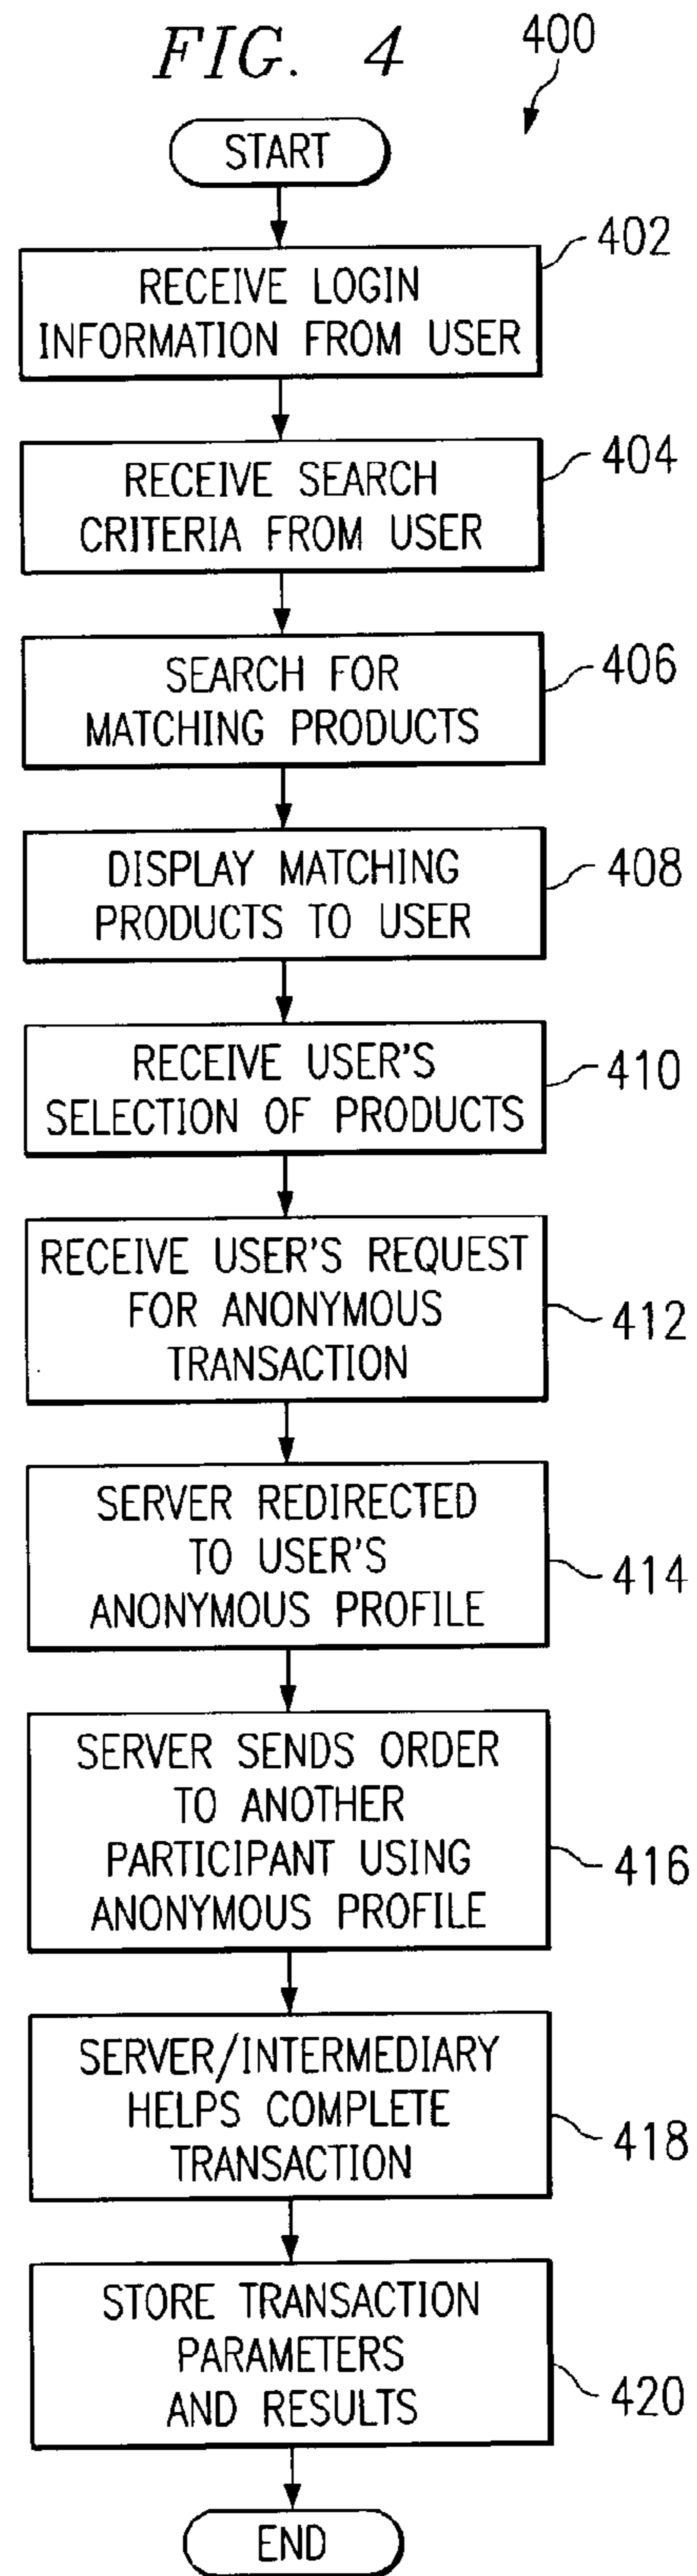 FIG. 4
400
START
402
RECEIVE LOGIN
INFORMATION FROM USER
404
RECEIVE SEARCH
CRITERIA FROM USER
406
SEARCH FOR
MATCHING PRODUCTS
408
DISPLAY MATCHING
PRODUCTS TO USER
410
RECEIVE USER'S
SELECTION OF PRODUCTS
412
RECEIVE USER'S REQUEST
FOR ANONYMOUS
TRANSACTION
414
SERVER REDIRECTED
TO USER'S
ANONYMOUS PROFILE
416
SERVER SENDS ORDER
TO ANOTHER
PARTICIPANT USING
ANONYMOUS PROFILE
418
SERVER/INTERMEDIARY
HELPS COMPLETE
TRANSACTION
420
STORE TRANSACTION
PARAMETERS
AND RESULTS
END